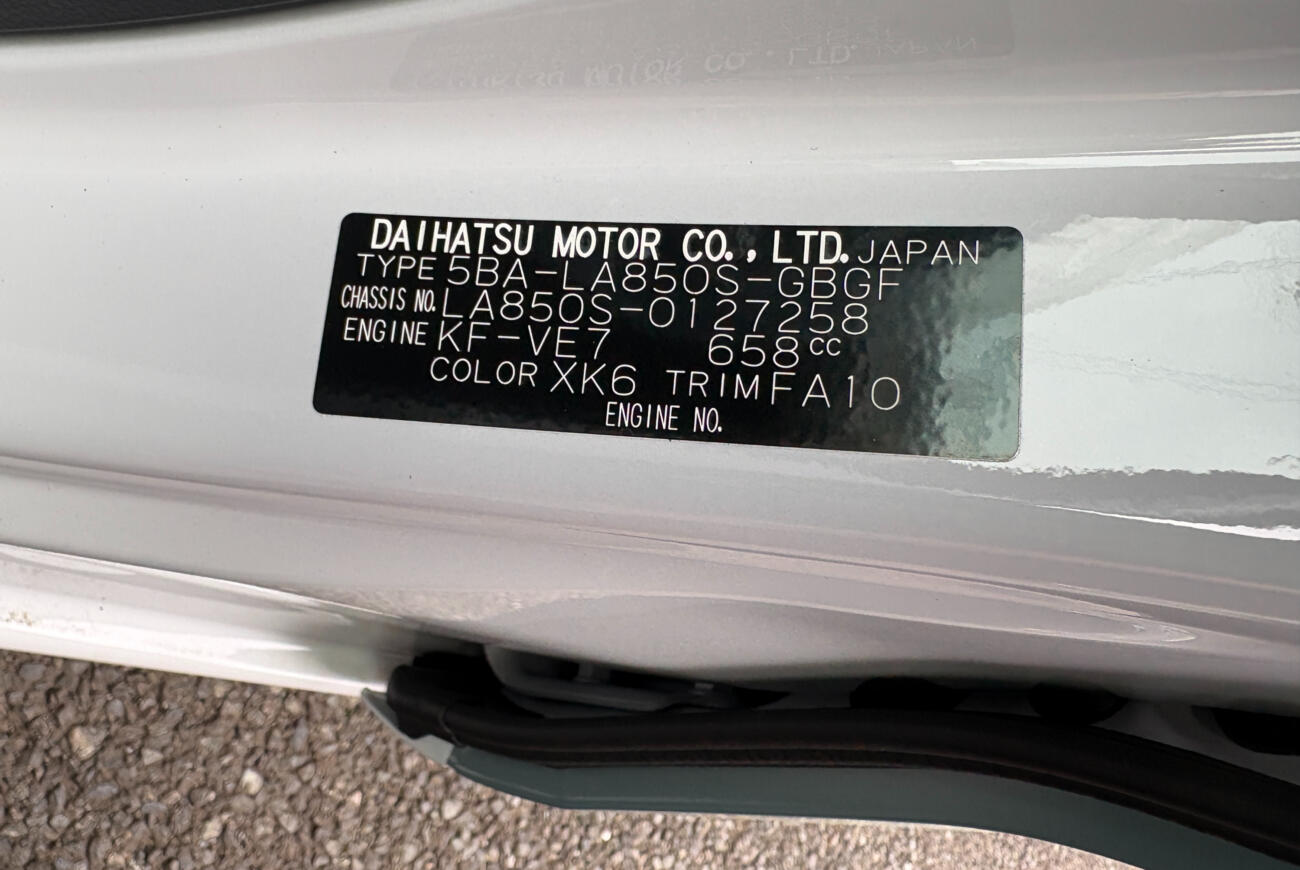 DAIHATSU MOTOR CO., LTD. JAPAN
TYPE 5BA-LA850S-GBGF
CHASSIS NO. LA850S-0127258
ENGINE KF-VE7 658cc
COLOR XK6 TRIM FA10
ENGINE NO.